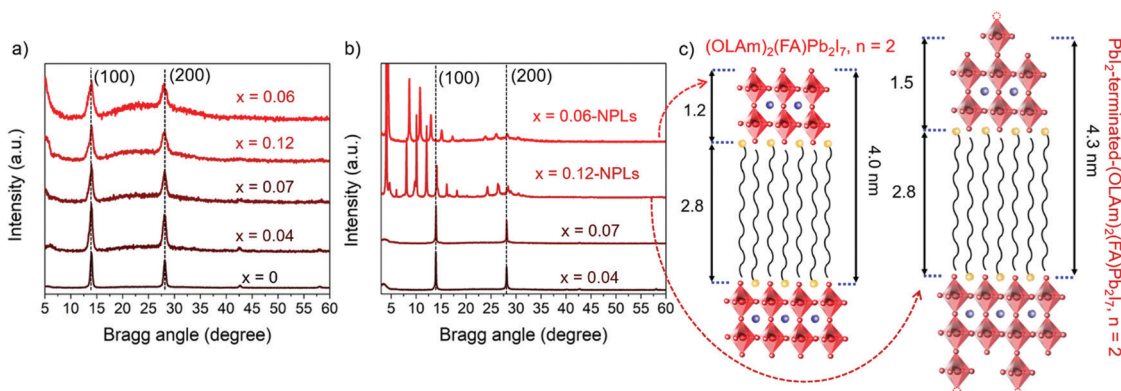 a)
Intensity (a.u.)
(100)
(200)
x = 0.06
x = 0.12
x = 0.07
x = 0.04
x = 0
5 10 15 20 25 30 35 40 45 50 55 60
Bragg angle (degree)
b)
Intensity (a.u.)
(100)
(200)
x = 0.06-NPLs
x = 0.12-NPLs
x = 0.07
x = 0.04
5 10 15 20 25 30 35 40 45 50 55 60
Bragg angle (degree)
c)
(OLAm)₂(FA)Pb₂I₇, n = 2
1.2
2.8
4.0 nm
1.5
2.8
4.3 nm
PbI₂-terminated-(OLAm)₂(FA)Pb₂I₇, n = 2